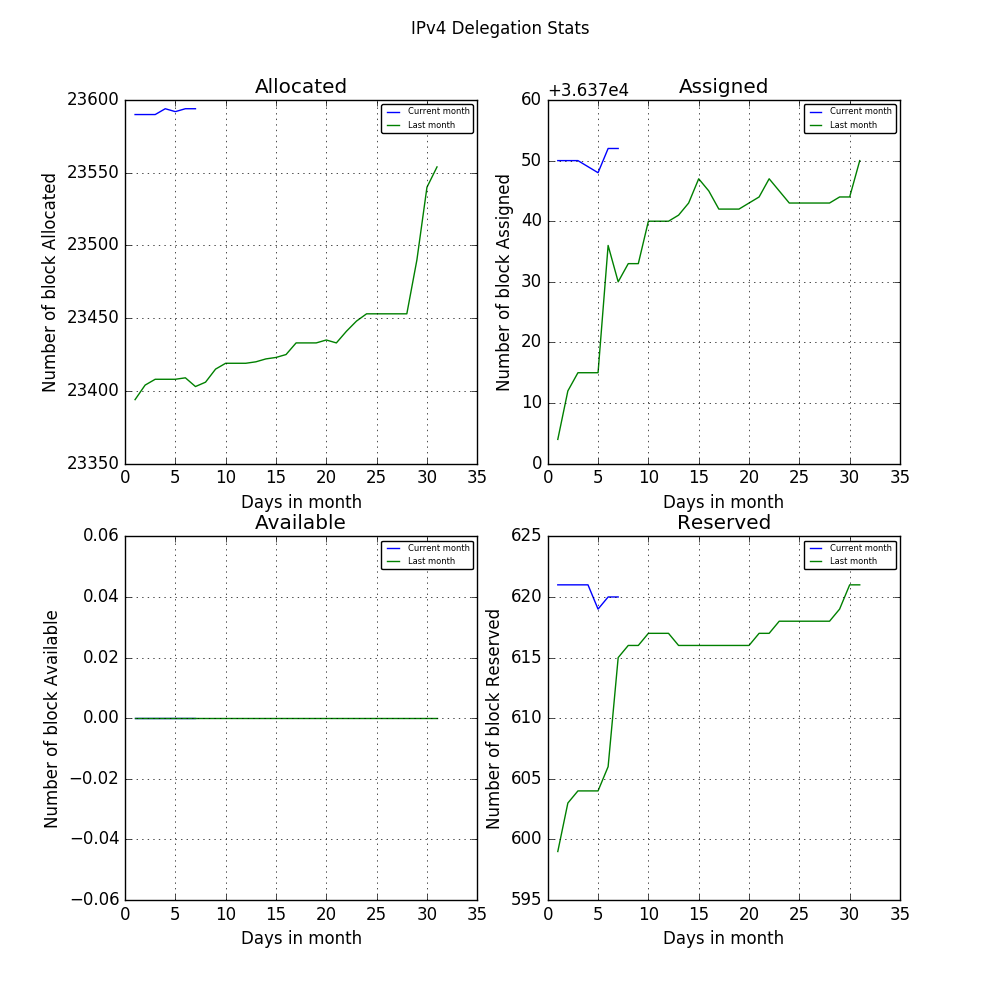 IPv4 Delegation Stats
Allocated
23600
23550
23500
23450
23400
23350
0 5 10 15 20 25 30 35
Number of block Allocated
Days in month
Current month
Last month
Assigned
+3.637e4
60
50
40
30
20
10
0
0 5 10 15 20 25 30 35
Number of block Assigned
Days in month
Current month
Last month
Available
0.06
0.04
0.02
0.00
−0.02
−0.04
−0.06
0 5 10 15 20 25 30 35
Number of block Available
Days in month
Current month
Last month
Reserved
625
620
615
610
605
600
595
0 5 10 15 20 25 30 35
Number of block Reserved
Days in month
Current month
Last month